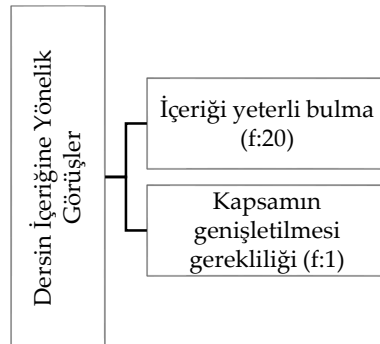 Dersin İçeriğine Yönelik
Görüşler
İçeriği yeterli bulma
(f:20)
Kapsamın
genişletilmesi
gerekliliği (f:1)